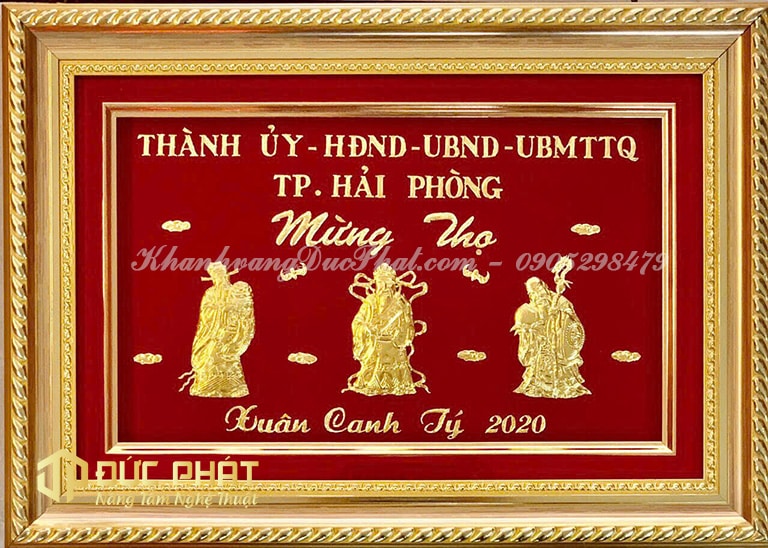 THÀNH ỦY - HĐND - UBND - UBMTTQ
TP. HẢI PHÒNG
Mừng Thọ
KhanhvangDucPhat.com - 0905298479
Xuân Canh Tý 2020
ĐỨC PHÁT
Nâng Tầm Nghệ Thuật